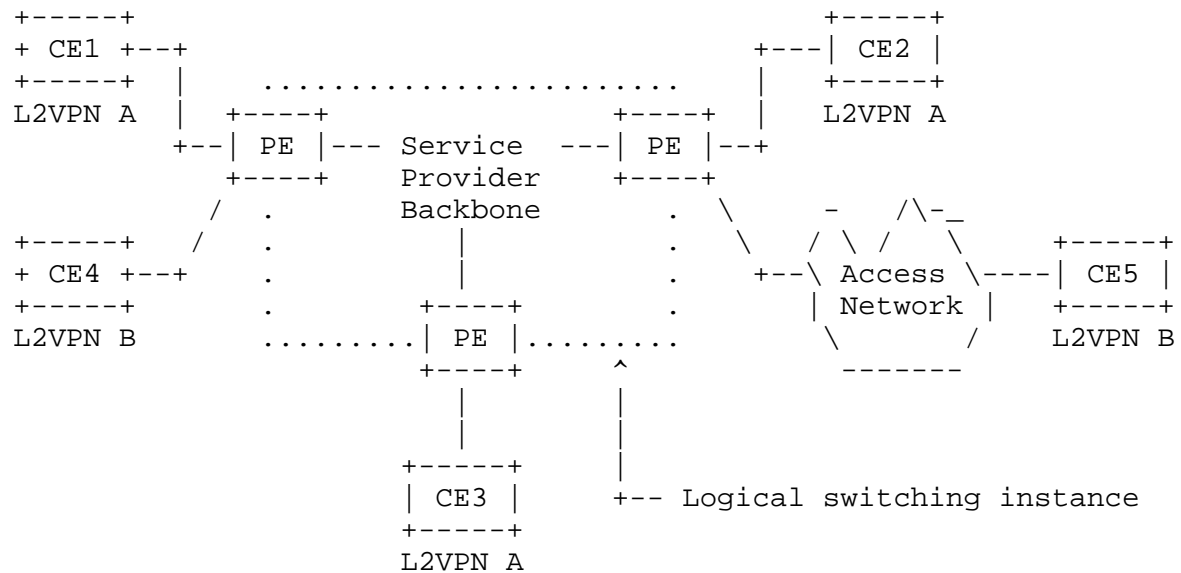 CE1 CE2
L2VPN A L2VPN A
PE Service PE
Provider
Backbone
CE4 Access CE5
Network
L2VPN B PE L2VPN B
CE3 Logical switching instance
L2VPN A